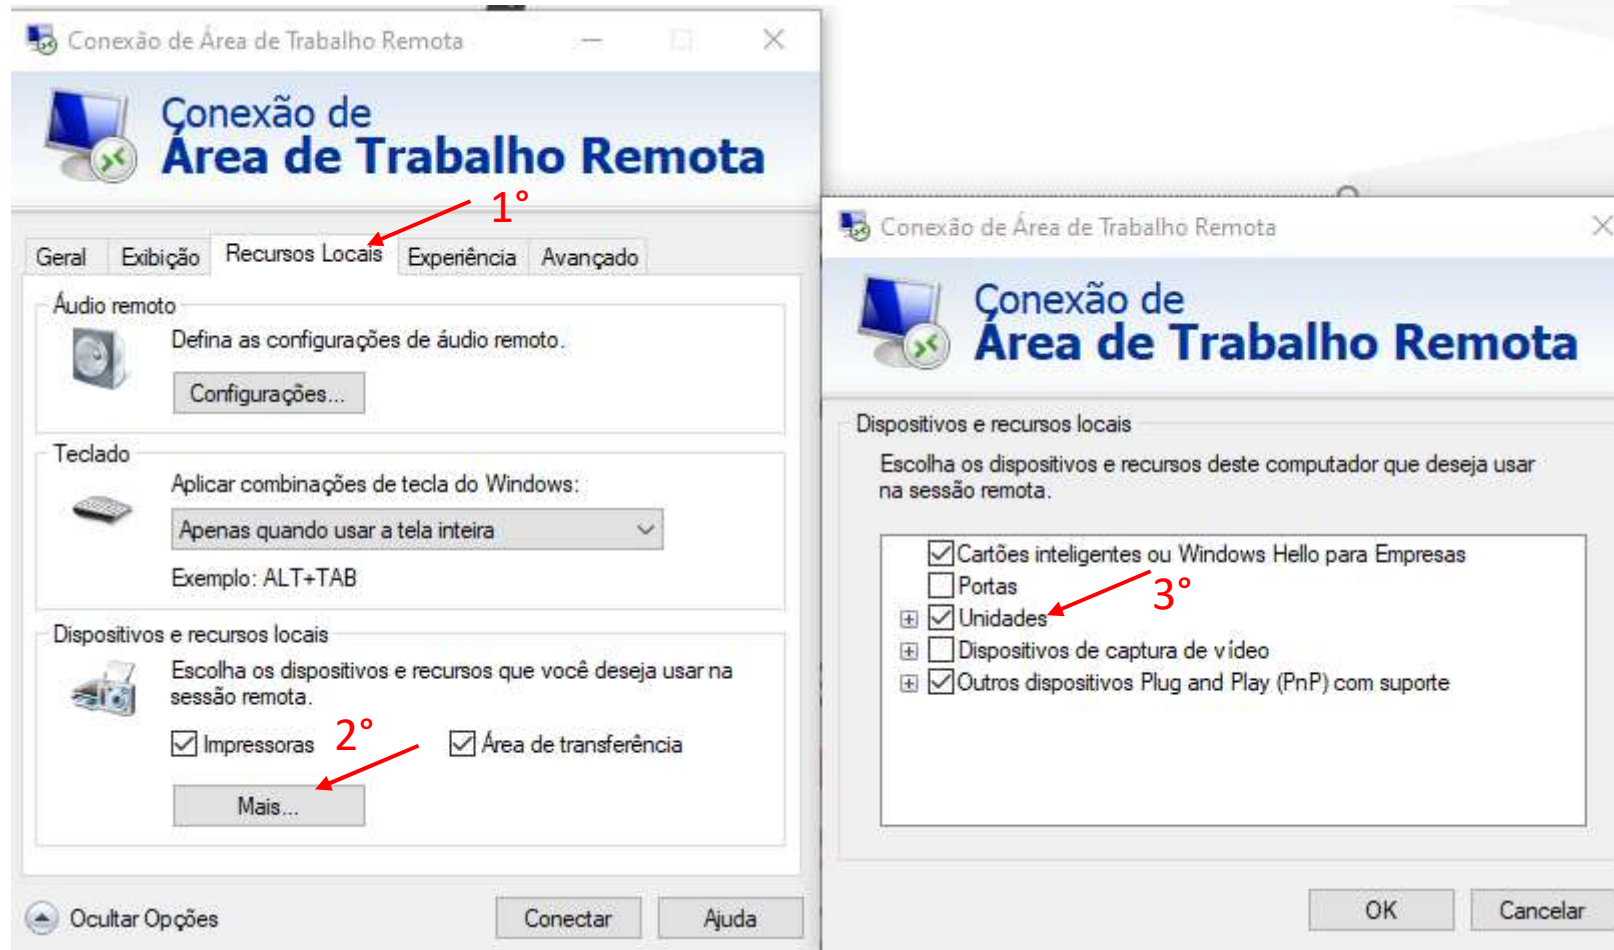 Conexão de Área de Trabalho Remota
Conexão de
Área de Trabalho Remota
1°
Geral Exibição Recursos Locais Experiência Avançado
Áudio remoto
Defina as configurações de áudio remoto.
Configurações...
Teclado
Aplicar combinações de tecla do Windows:
Apenas quando usar a tela inteira
Exemplo: ALT+TAB
Dispositivos e recursos locais
Escolha os dispositivos e recursos que você deseja usar na
sessão remota.
Impressoras 2° Área de transferência
Mais...
Ocultar Opções Conectar Ajuda
Conexão de Área de Trabalho Remota
Conexão de
Área de Trabalho Remota
Dispositivos e recursos locais
Escolha os dispositivos e recursos deste computador que deseja usar
na sessão remota.
Cartões inteligentes ou Windows Hello para Empresas
Portas
3°
Unidades
Dispositivos de captura de vídeo
Outros dispositivos Plug and Play (PnP) com suporte
OK Cancelar